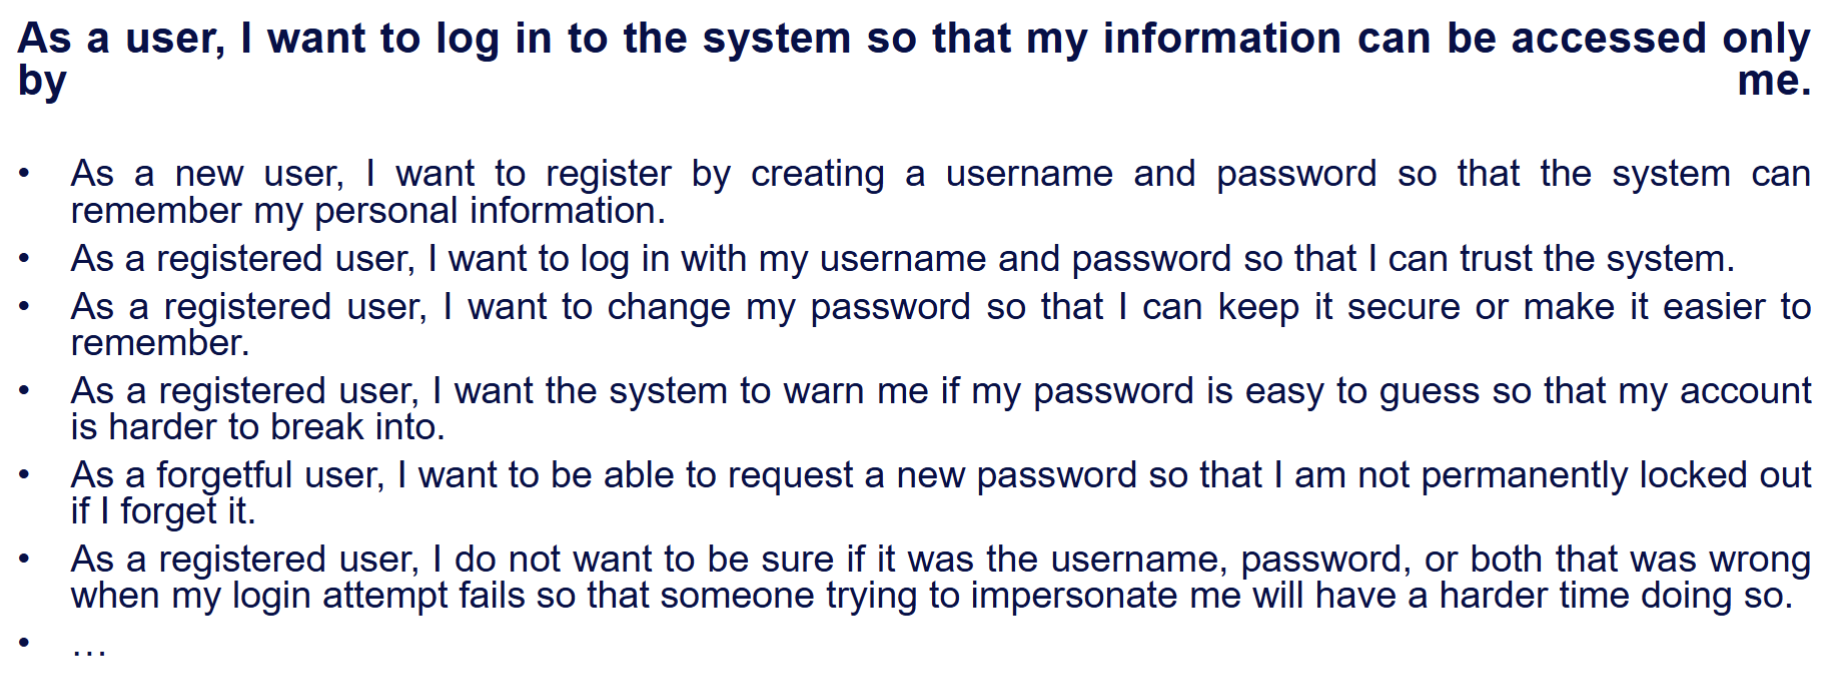 As a user, I want to log in to the system so that my information can be accessed only
by me.
• As a new user, I want to register by creating a username and password so that the system can
remember my personal information.
• As a registered user, I want to log in with my username and password so that I can trust the system.
• As a registered user, I want to change my password so that I can keep it secure or make it easier to
remember.
• As a registered user, I want the system to warn me if my password is easy to guess so that my account
is harder to break into.
• As a forgetful user, I want to be able to request a new password so that I am not permanently locked out
if I forget it.
• As a registered user, I do not want to be sure if it was the username, password, or both that was wrong
when my login attempt fails so that someone trying to impersonate me will have a harder time doing so.
• …